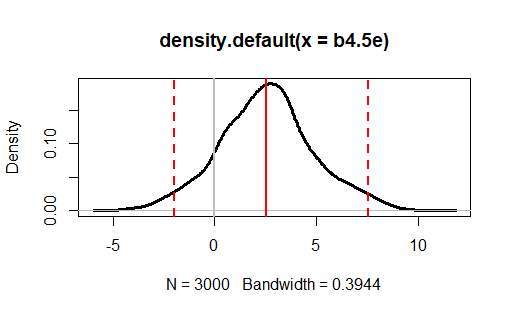 density.default(x = b4.5e)
Density
0.10
0.00
-5 0 5 10
N = 3000 Bandwidth = 0.3944